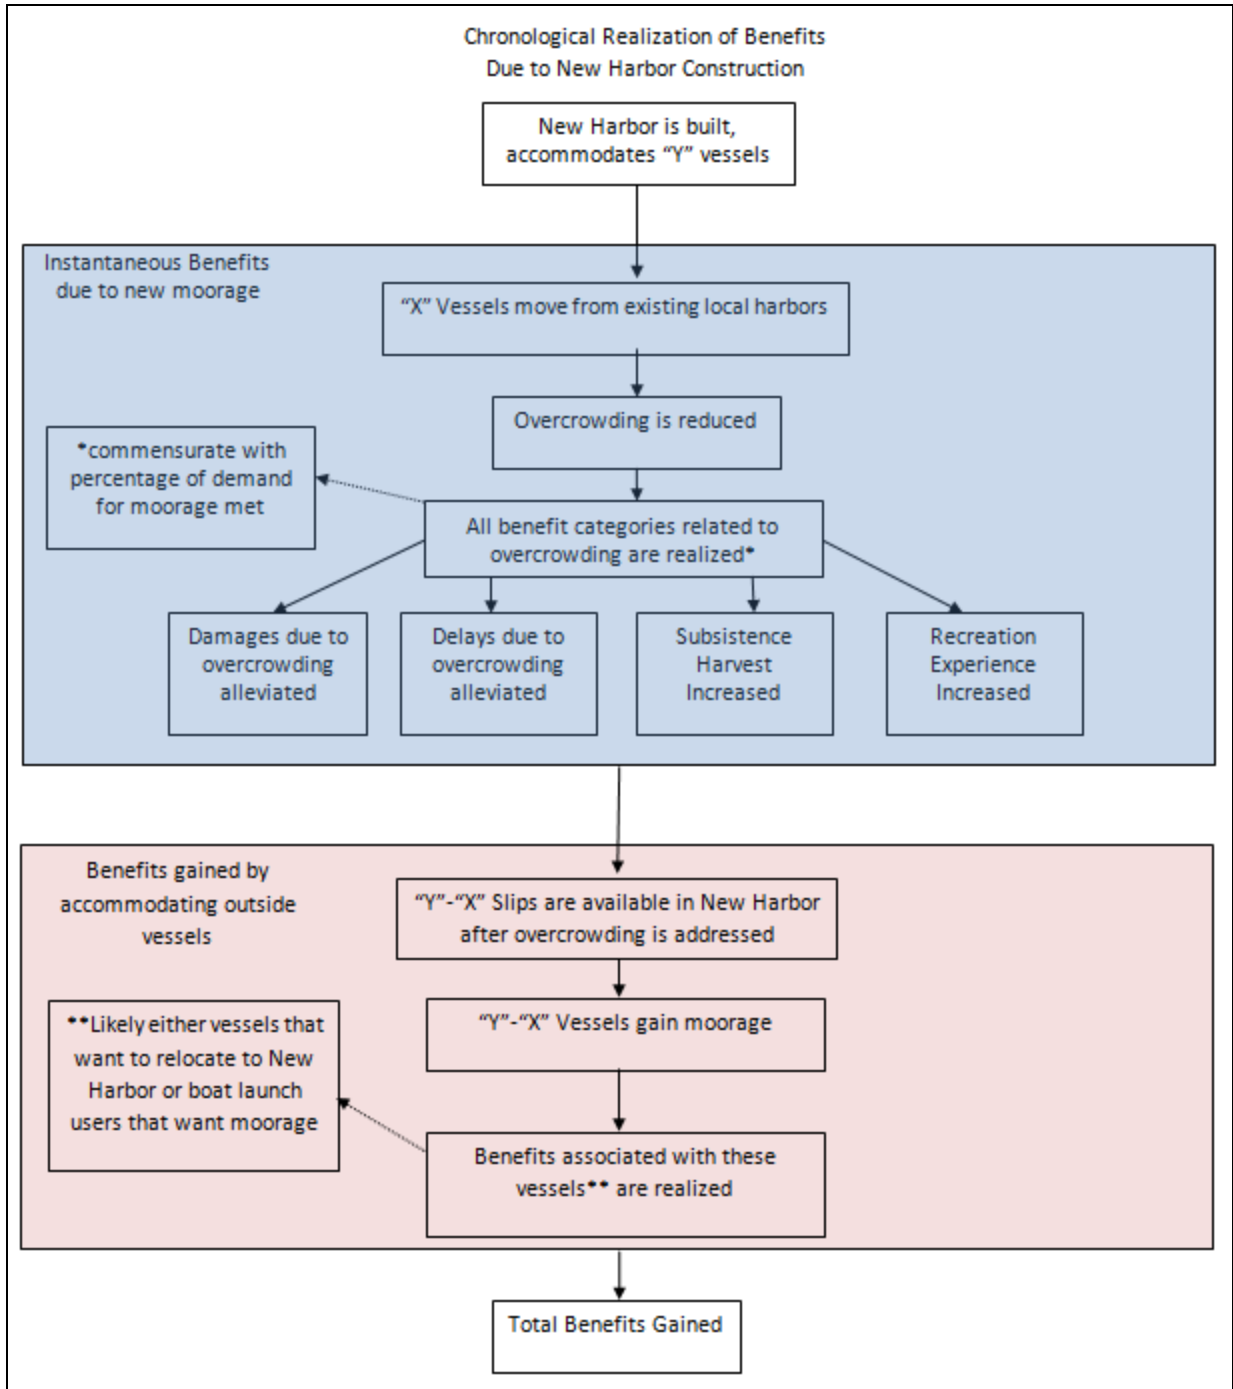 Chronological Realization of Benefits
Due to New Harbor Construction
New Harbor is built,
accommodates “Y” vessels
Instantaneous Benefits
due to new moorage
“X” Vessels move from existing local harbors
Overcrowding is reduced
*commensurate with
percentage of demand
for moorage met
All benefit categories related to
overcrowding are realized*
Damages due to
overcrowding
alleviated
Delays due to
overcrowding
alleviated
Subsistence
Harvest
Increased
Recreation
Experience
Increased
Benefits gained by
accommodating outside
vessels
“Y”-“X” Slips are available in New Harbor
after overcrowding is addressed
“Y”-“X” Vessels gain moorage
**Likely either vessels that
want to relocate to New
Harbor or boat launch
users that want moorage
Benefits associated with these
vessels** are realized
Total Benefits Gained